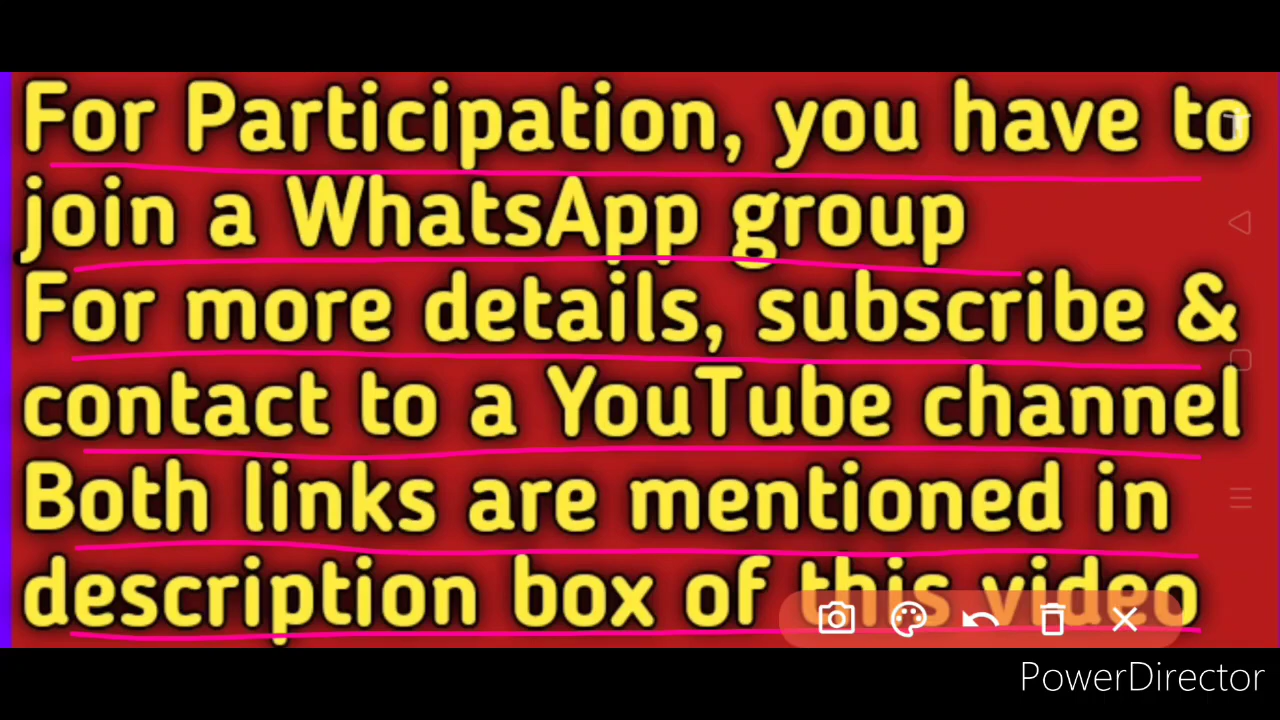 For Participation, you have to
join a WhatsApp group
For more details, subscribe &
contact to a YouTube channel
Both links are mentioned in
description box of this video
PowerDirector